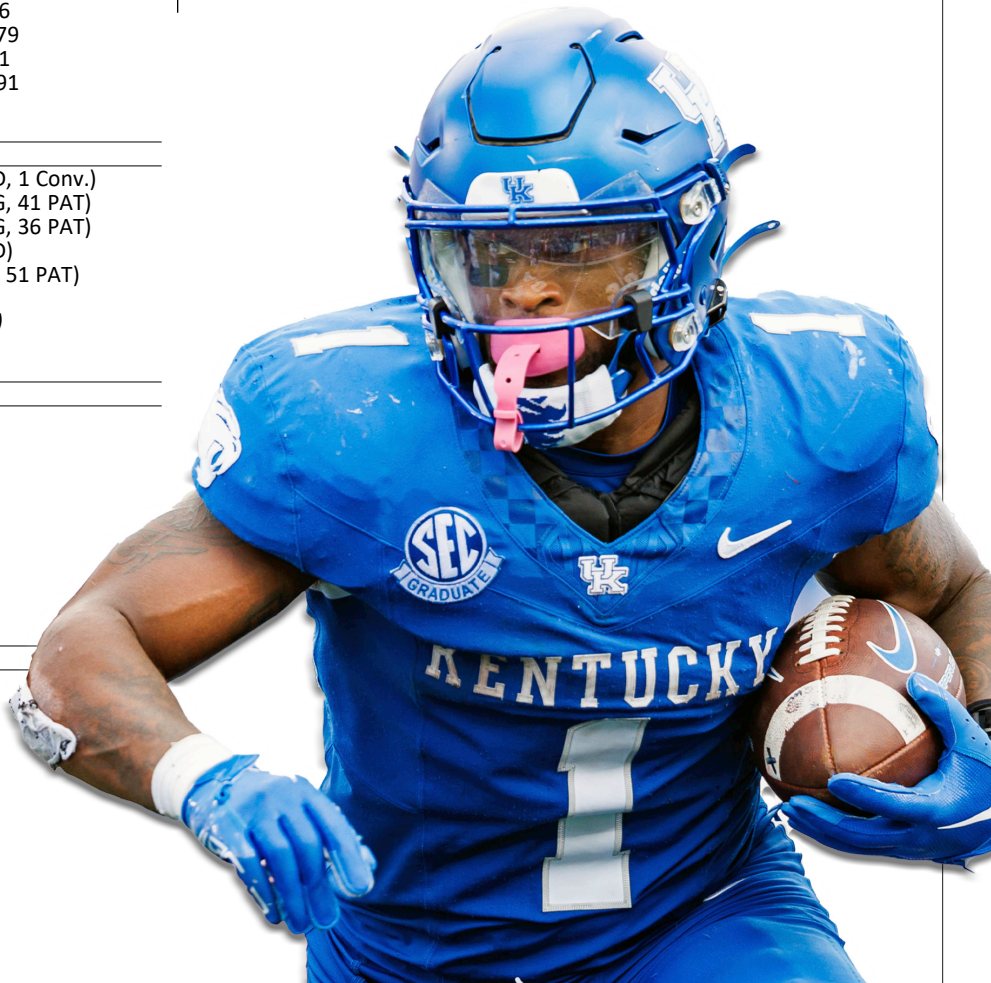 6
79
1
91
D, 1 Conv.)
G, 41 PAT)
G, 36 PAT)
D)
51 PAT)
)
UK
1
1
SEC
GRADUATE
UK
KENTUCKY
1